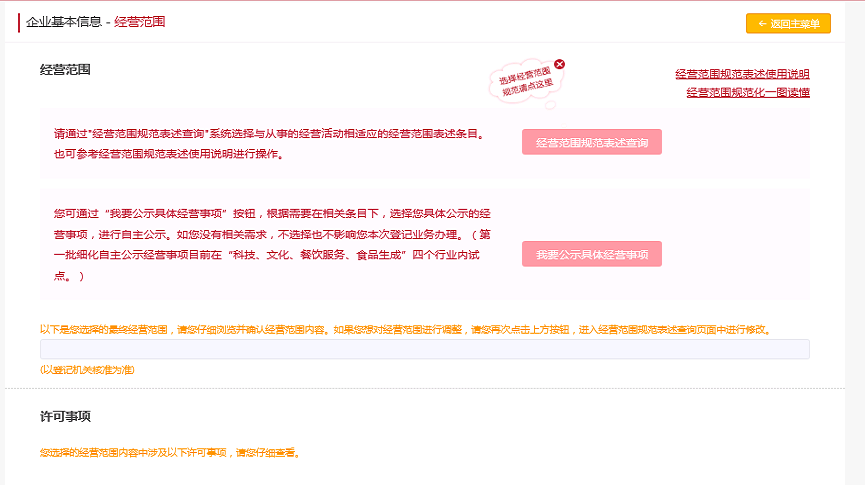 企业基本信息 - 经营范围
← 返回主菜单
经营范围
选择经营范围
规范请点这里
经营范围规范表述使用说明
经营范围规范化一图读懂
请通过"经营范围规范表述查询"系统选择与从事的经营活动相适应的经营范围表述条目。
也可参考经营范围规范表述使用说明进行操作。
经营范围规范表述查询
您可通过“我要公示具体经营事项”按钮，根据需要在相关条目下，选择您具体公示的经
营事项，进行自主公示。如您没有相关需求，不选择也不影响您本次登记业务办理。（第
一批细化自主公示经营事项目前在“科技、文化、餐饮服务、食品生成”四个行业内试
点。）
我要公示具体经营事项
以下是您选择的最终经营范围，请您仔细浏览并确认经营范围内容。如果您想对经营范围进行调整，请您再次点击上方按钮，进入经营范围规范表述查询页面中进行修改。
(以登记机关核准为准)
许可事项
您选择的经营范围内容中涉及以下许可事项，请您仔细查看。